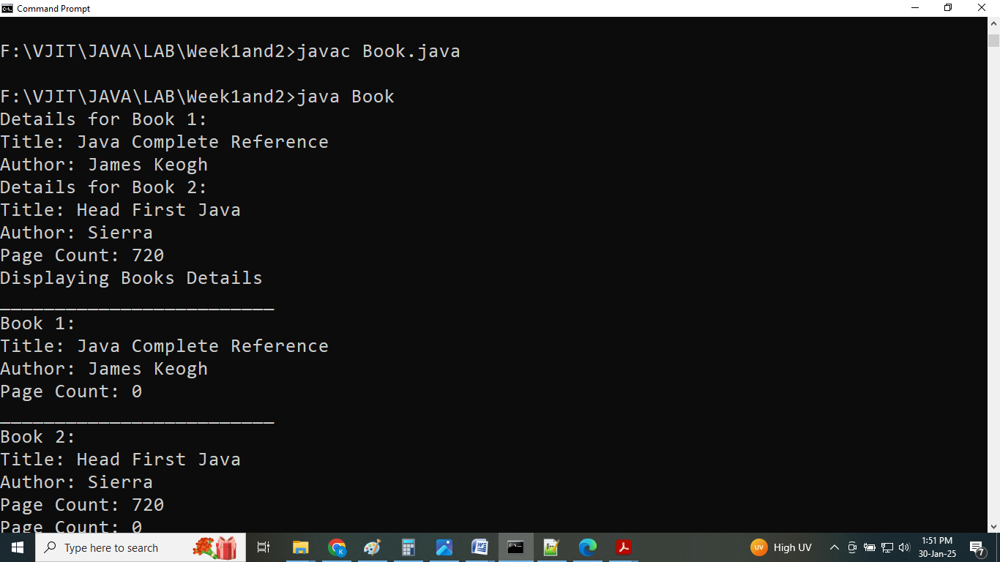 Command Prompt
F:\VJIT\JAVA\LAB\Week1and2>javac Book.java
F:\VJIT\JAVA\LAB\Week1and2>java Book
Details for Book 1:
Title: Java Complete Reference
Author: James Keogh
Details for Book 2:
Title: Head First Java
Author: Sierra
Page Count: 720
Displaying Books Details
_________________________
Book 1:
Title: Java Complete Reference
Author: James Keogh
Page Count: 0
_________________________
Book 2:
Title: Head First Java
Author: Sierra
Page Count: 720
Page Count: 0
Type here to search
UV High UV
1:51 PM
30-Jan-25
7